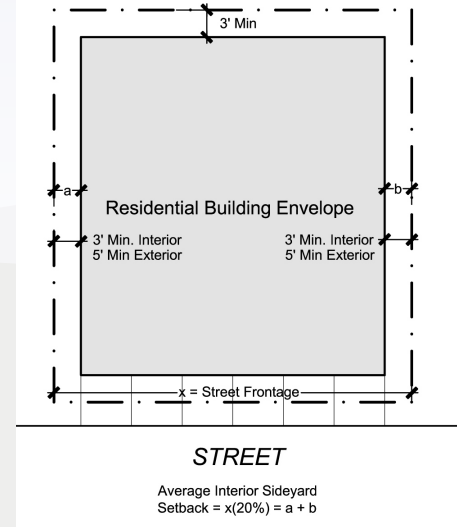 3' Min
a
b
Residential Building Envelope
3' Min. Interior
5' Min Exterior
3' Min. Interior
5' Min Exterior
x = Street Frontage
STREET
Average Interior Sideyard
Setback = x(20%) = a + b